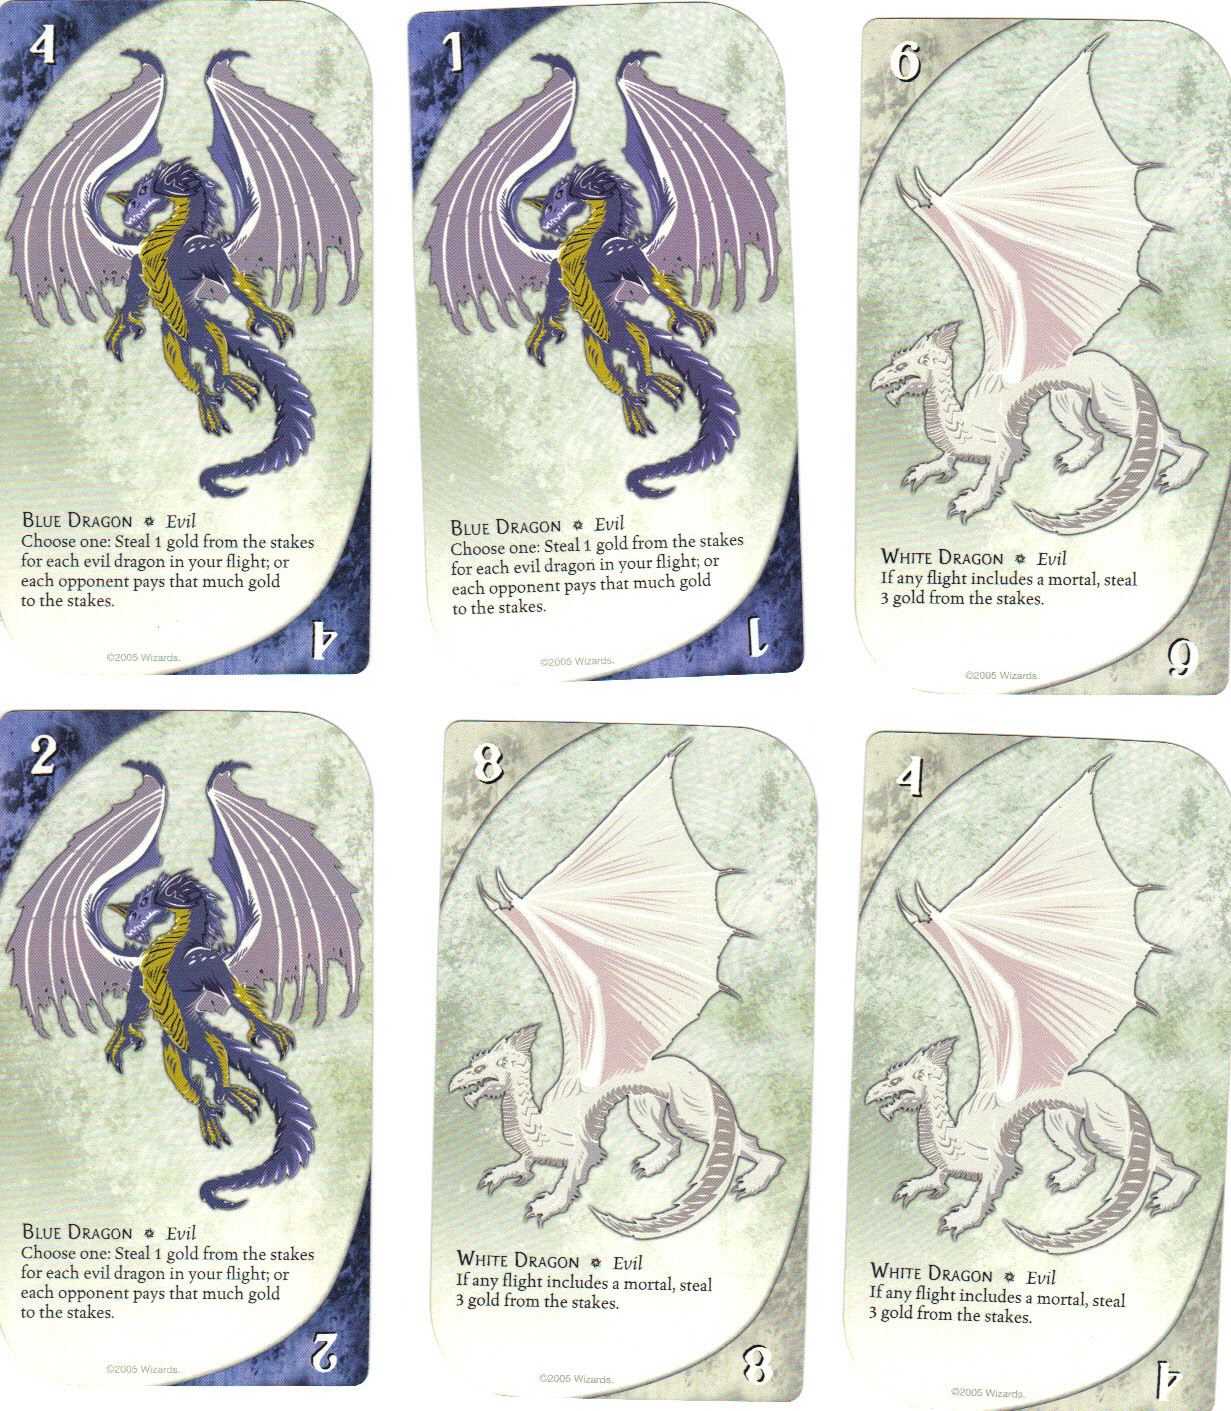 4
BLUE DRAGON Evil
Choose one: Steal 1 gold from the stakes
for each evil dragon in your flight; or
each opponent pays that much gold
to the stakes.
©2005 Wizards.
4
1
BLUE DRAGON Evil
Choose one: Steal 1 gold from the stakes
for each evil dragon in your flight; or
each opponent pays that much gold
to the stakes.
©2005 Wizards.
1
6
WHITE DRAGON Evil
If any flight includes a mortal, steal
3 gold from the stakes.
©2005 Wizards.
6
2
BLUE DRAGON Evil
Choose one: Steal 1 gold from the stakes
for each evil dragon in your flight; or
each opponent pays that much gold
to the stakes.
©2005 Wizards.
2
8
WHITE DRAGON Evil
If any flight includes a mortal, steal
3 gold from the stakes.
©2005 Wizards.
8
4
WHITE DRAGON Evil
If any flight includes a mortal, steal
3 gold from the stakes.
©2005 Wizards.
4